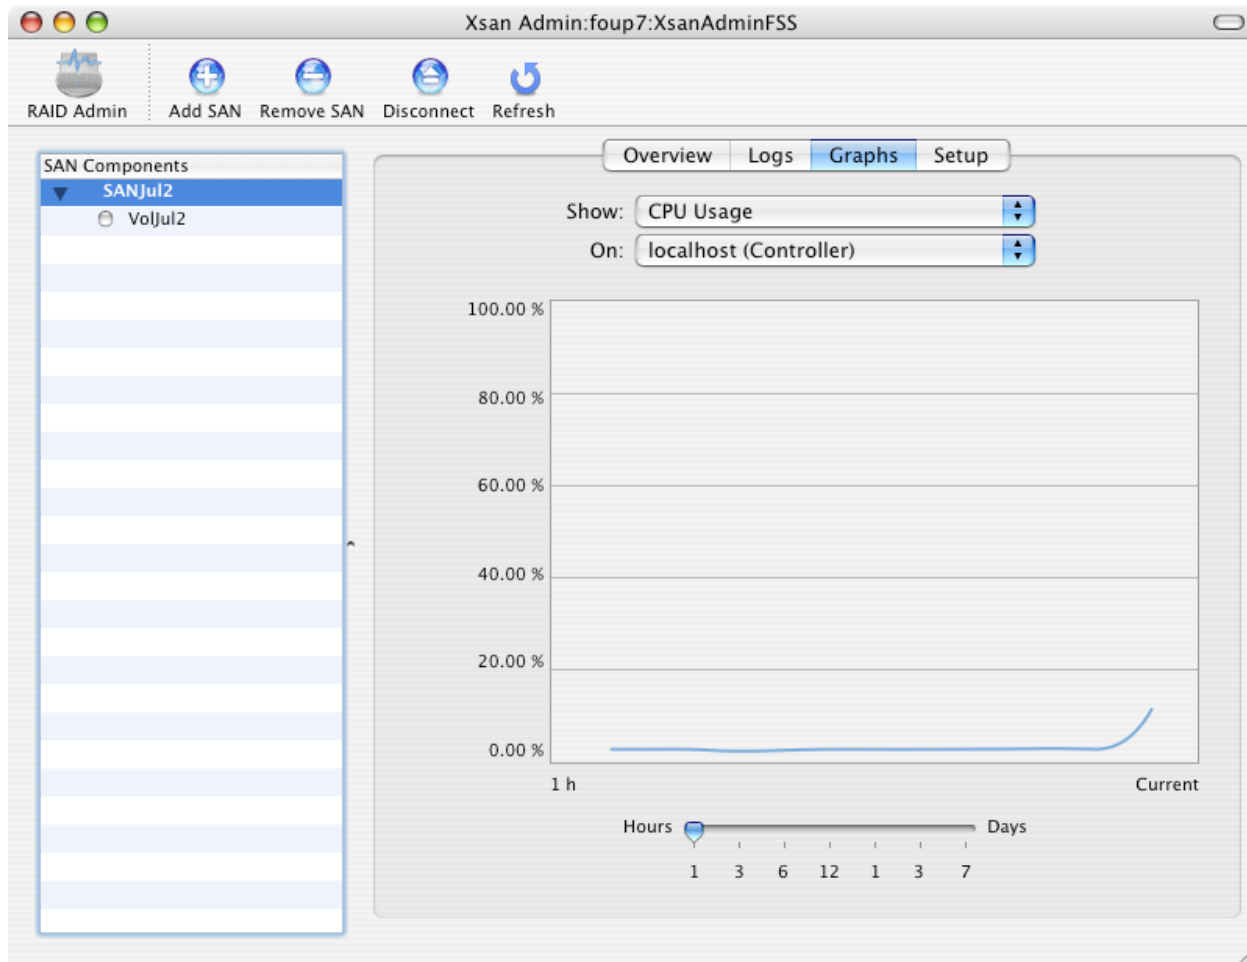 Xsan Admin:foup7:XsanAdminFSS
RAID Admin Add SAN Remove SAN Disconnect Refresh
SAN Components
SANJul2
VolJul2
Overview Logs Graphs Setup
Show: CPU Usage
On: localhost (Controller)
100.00 %
80.00 %
60.00 %
40.00 %
20.00 %
0.00 %
1 h Current
Hours Days
1 3 6 12 1 3 7